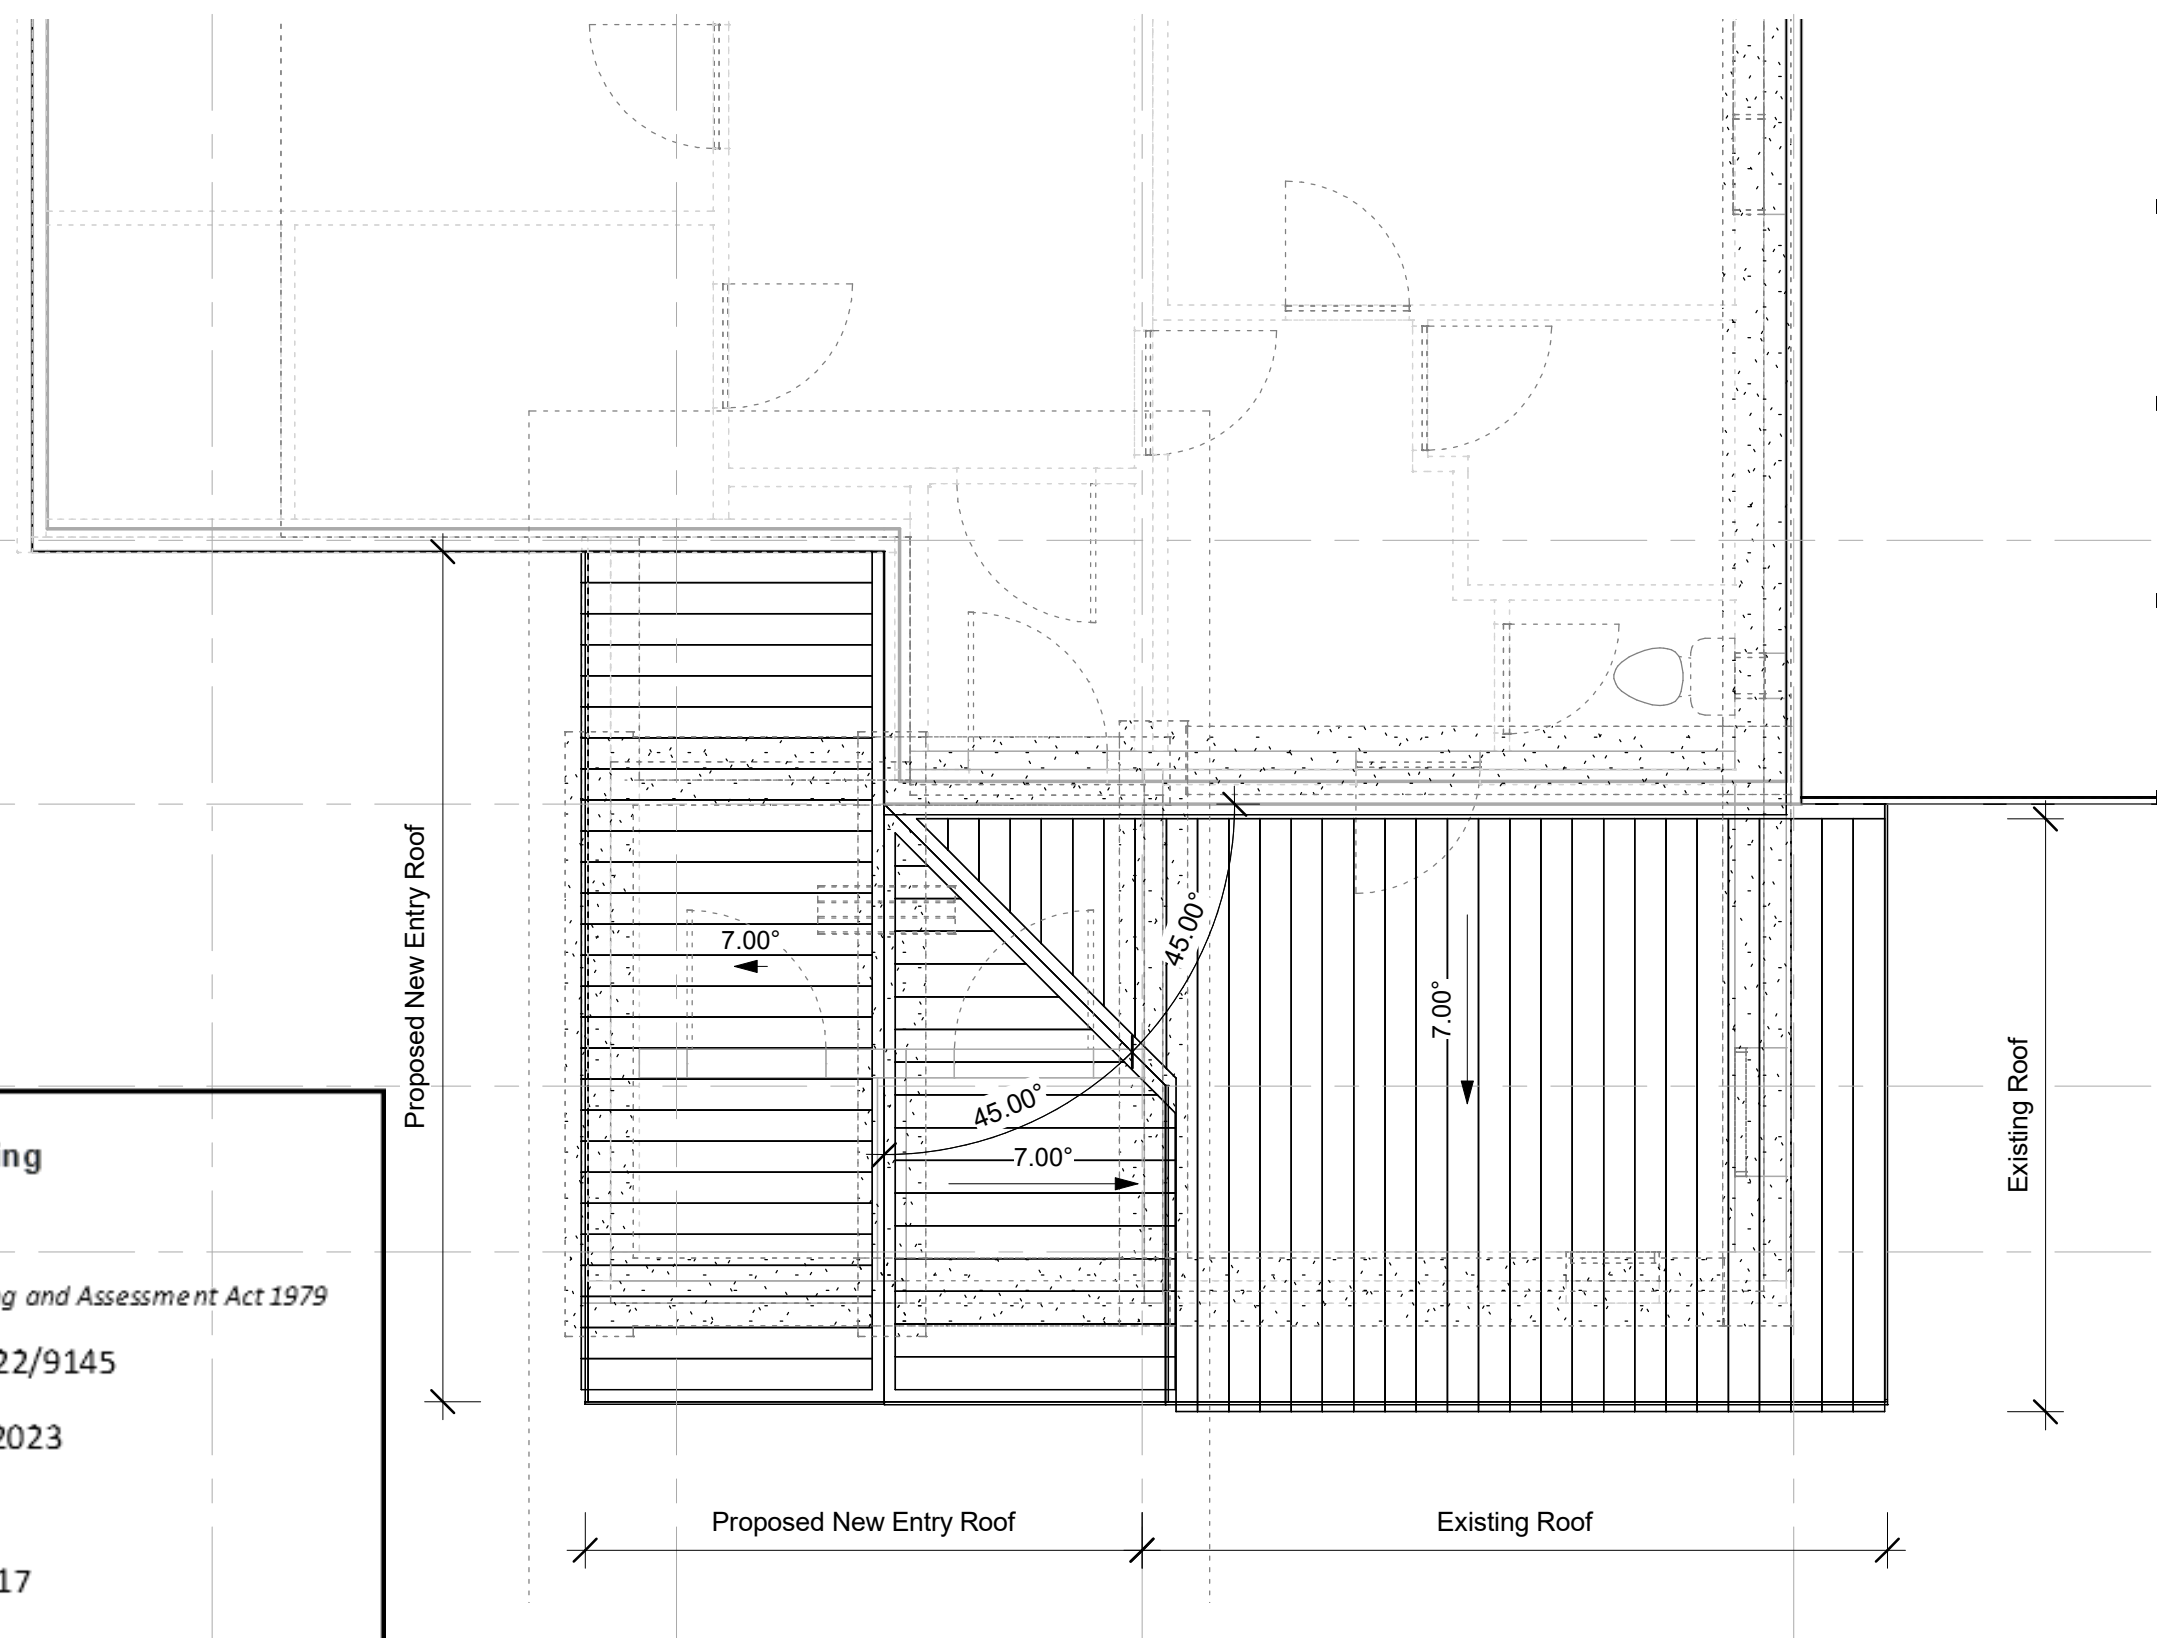 Proposed New Entry Roof
7.00°
45.00°
7.00°
Existing Roof
45.00°
7.00°
and Assessment Act 1979
22/9145
2023
17
Proposed New Entry Roof
Existing Roof